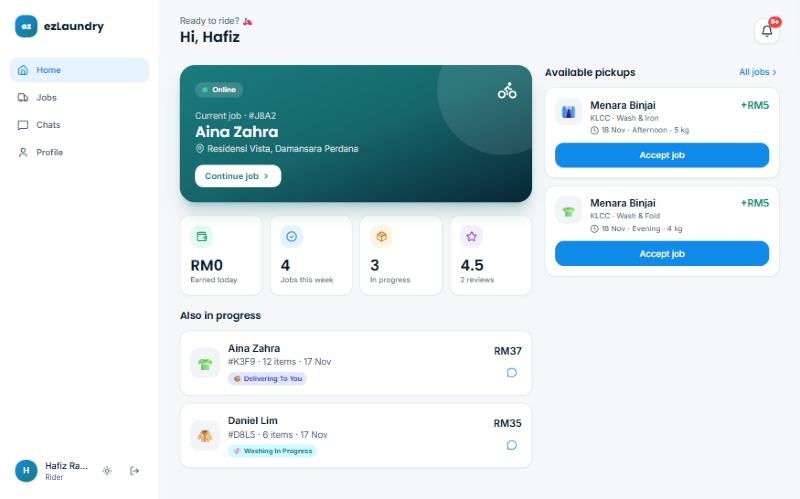 ez ezLaundry
Home
Jobs
Chats
Profile
H
Hafiz Ra...
Rider
Ready to ride?
Hi, Hafiz
9+
Online
Current job · #J8A2
Aina Zahra
Residensi Vista, Damansara Perdana
Continue job
RM0
Earned today
4
Jobs this week
3
In progress
4.5
2 reviews
Also in progress
Aina Zahra
RM37
#K3F9 · 12 items · 17 Nov
Delivering To You
Daniel Lim
RM35
#D8L5 · 6 items · 17 Nov
Washing In Progress
Available pickups
All jobs
Menara Binjai
+RM5
KLCC · Wash & Iron
18 Nov · Afternoon · 5 kg
Accept job
Menara Binjai
+RM5
KLCC · Wash & Fold
18 Nov · Evening · 4 kg
Accept job